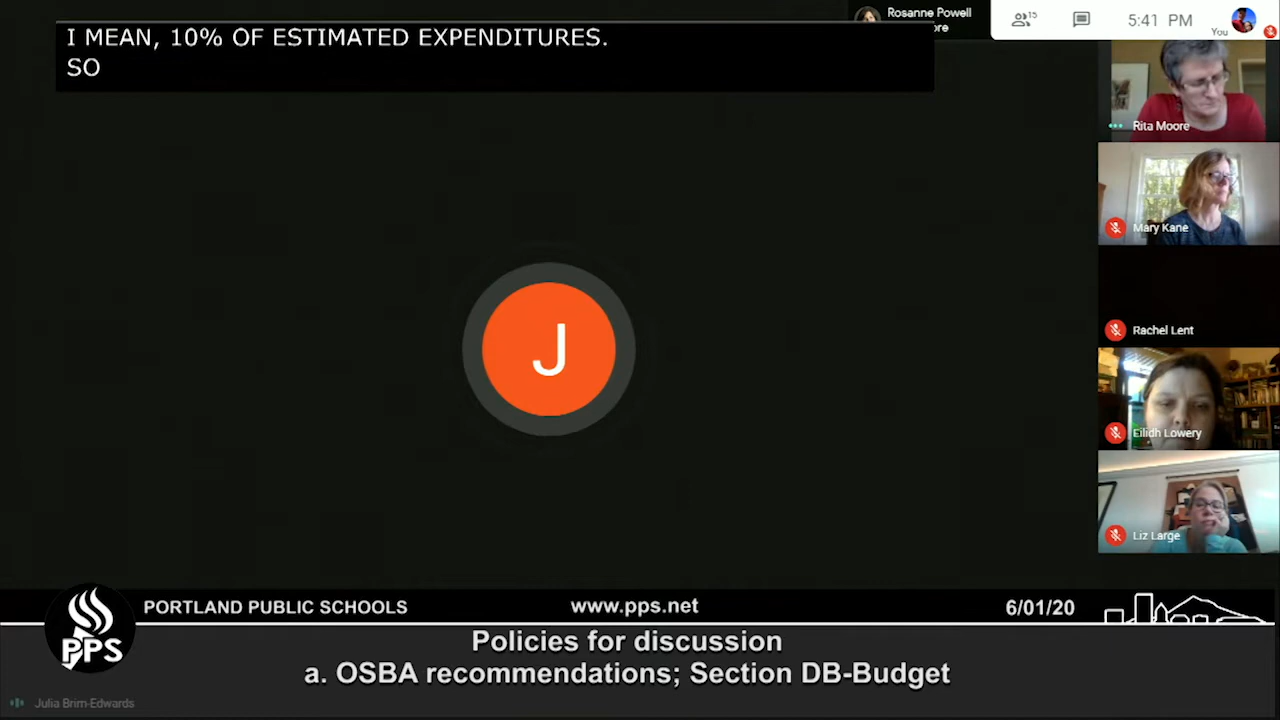 I MEAN, 10% OF ESTIMATED EXPENDITURES.
SO
Rosanne Powell
ore
15
5:41 PM
You
Rita Moore
Mary Kane
Rachel Lent
Eilidh Lowery
Liz Large
J
PORTLAND PUBLIC SCHOOLS
www.pps.net
6/01/20
PPS
Policies for discussion
a. OSBA recommendations; Section DB-Budget
Julia Brim-Edwards